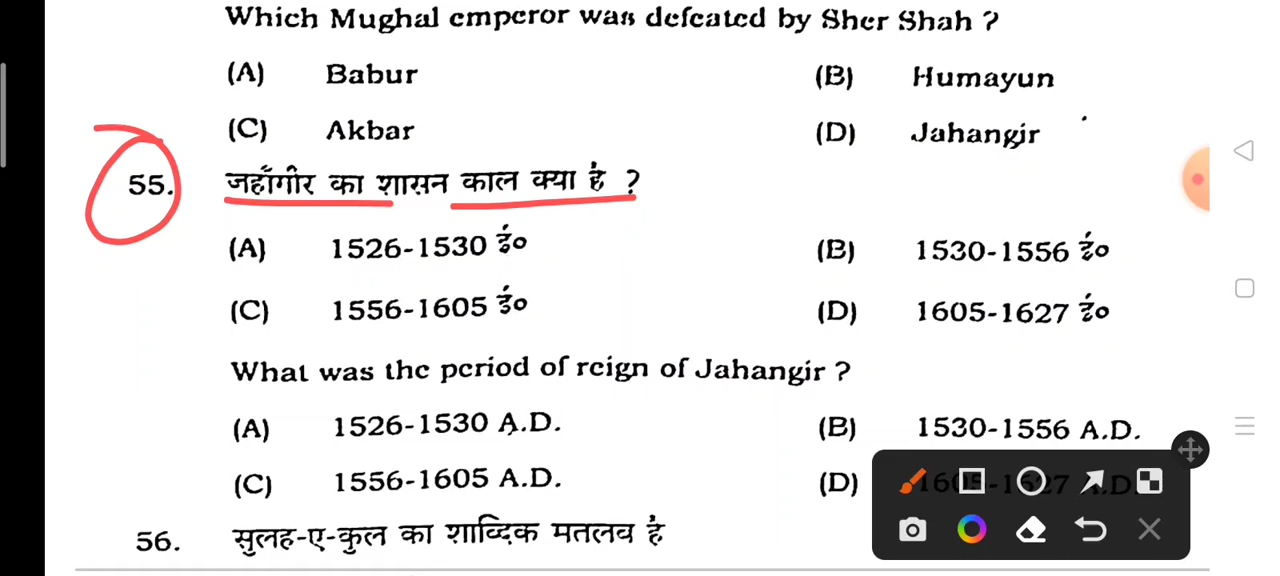 Which Mughal emperor was defeated by Sher Shah ?
(A) Babur (B) Humayun
(C) Akbar (D) Jahangir
55. जहाँगीर का शासन काल क्या है ?
(A) 1526-1530 ई० (B) 1530-1556 ई०
(C) 1556-1605 ई० (D) 1605-1627 ई०
What was the period of reign of Jahangir ?
(A) 1526-1530 A.D. (B) 1530-1556 A.D.
(C) 1556-1605 A.D. (D) 1605-1627 A.D.
56. सुलह-ए-कुल का शाब्दिक मतलब है